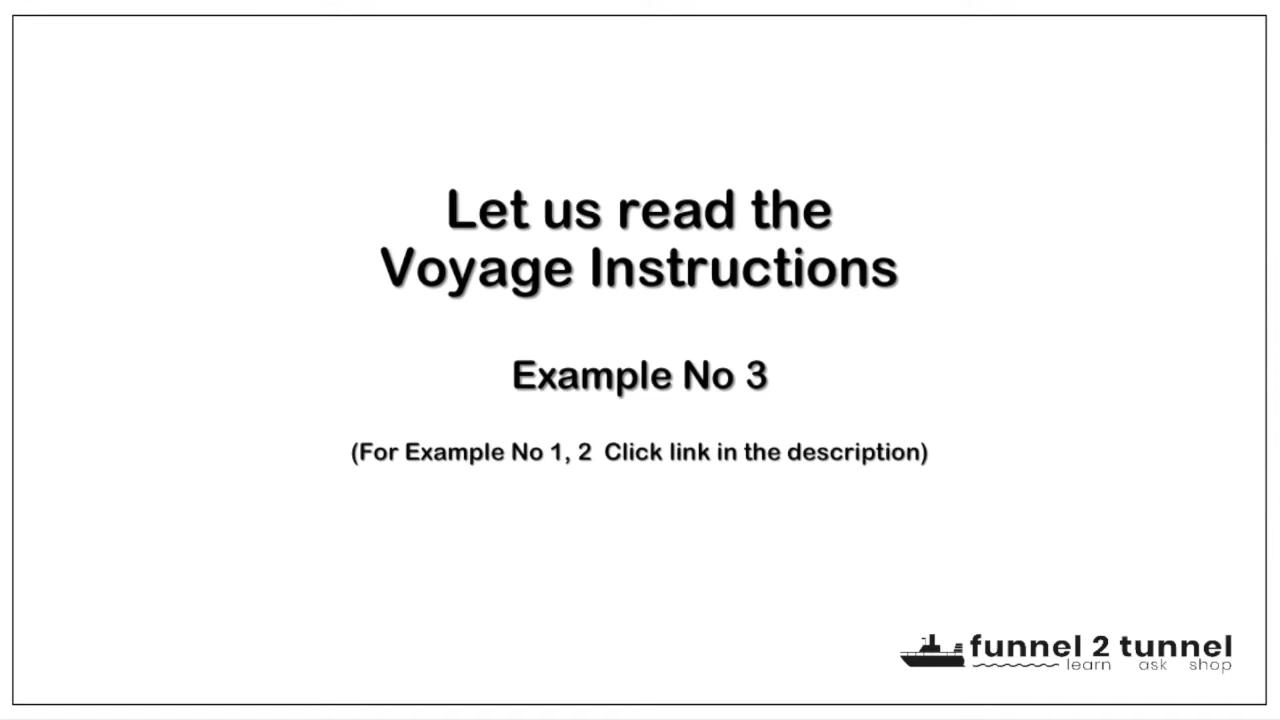 Let us read the
Voyage Instructions
Example No 3
(For Example No 1, 2 Click link in the description)
funnel 2 tunnel
learn ask shop